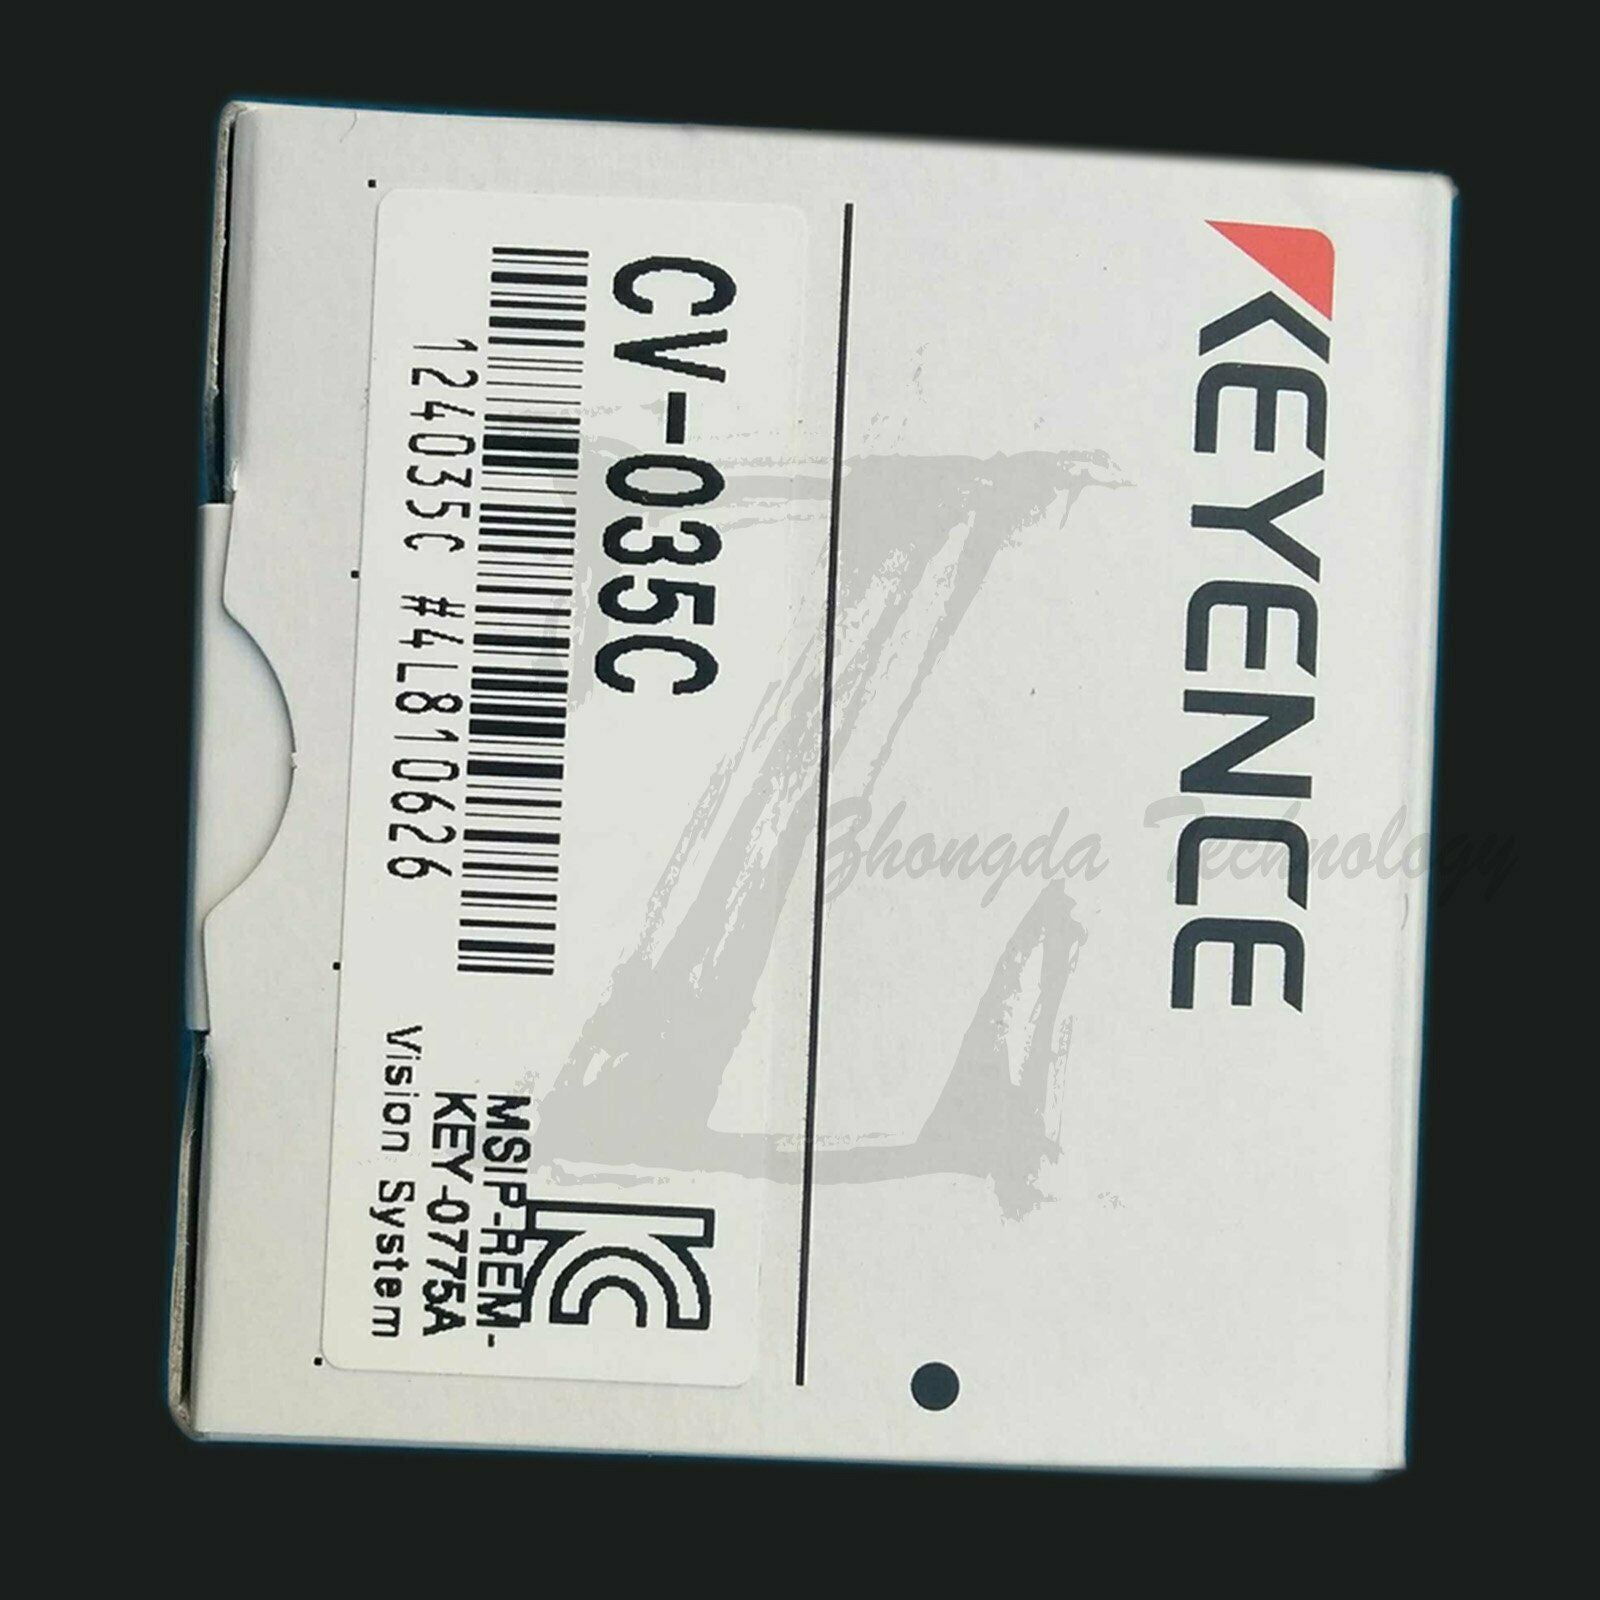 KEYENCE
CV-035C
124035C #4L810626
MSIP-REM-
KEY-0775A
Vision System
Zhongda Technology